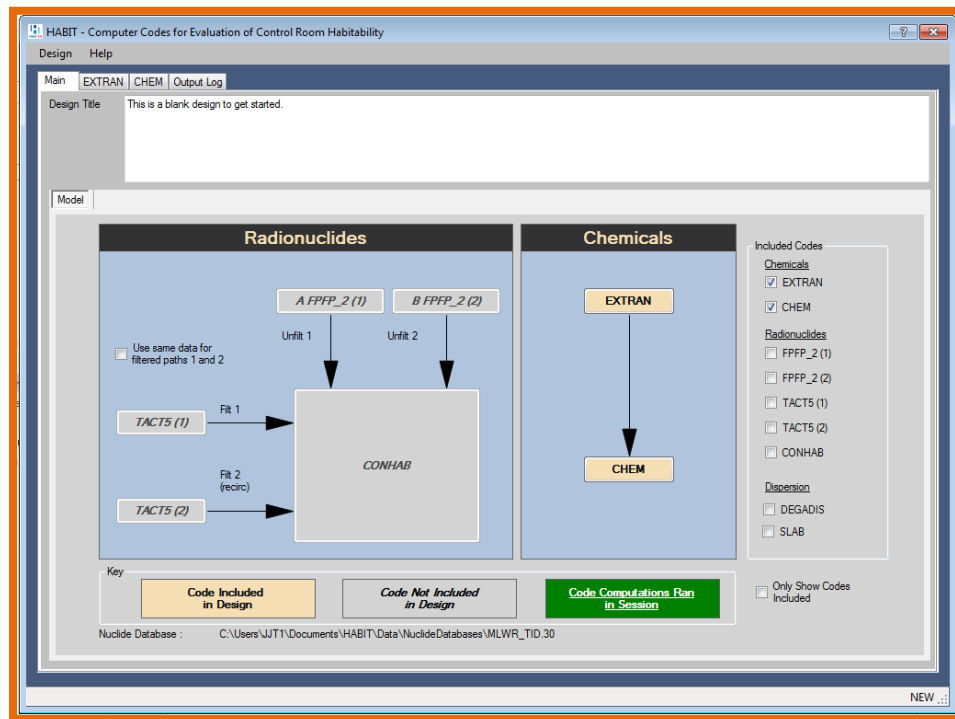 HABIT - Computer Codes for Evaluation of Control Room Habitability
Design Help
Main EXTRAN CHEM Output Log
Design Title This is a blank design to get started.
Model
Radionuclides
A FPFP_2 (1) B FPFP_2 (2)
Unfilt 1 Unfilt 2
Use same data for
filtered paths 1 and 2
TACT5 (1) Filt 1
CONHAB
Filt 2
(recirc)
TACT5 (2)
Chemicals
EXTRAN
CHEM
Included Codes
Chemicals
EXTRAN
CHEM
Radionuclides
FPFP_2 (1)
FPFP_2 (2)
TACT5 (1)
TACT5 (2)
CONHAB
Dispersion
DEGADIS
SLAB
Only Show Codes
Included
Key
Code Included
in Design
Code Not Included
in Design
Code Computations Ran
in Session
Nuclide Database : C:\Users\JJT1\Documents\HABIT\Data\NuclideDatabases\MLWR_TID.30
NEW